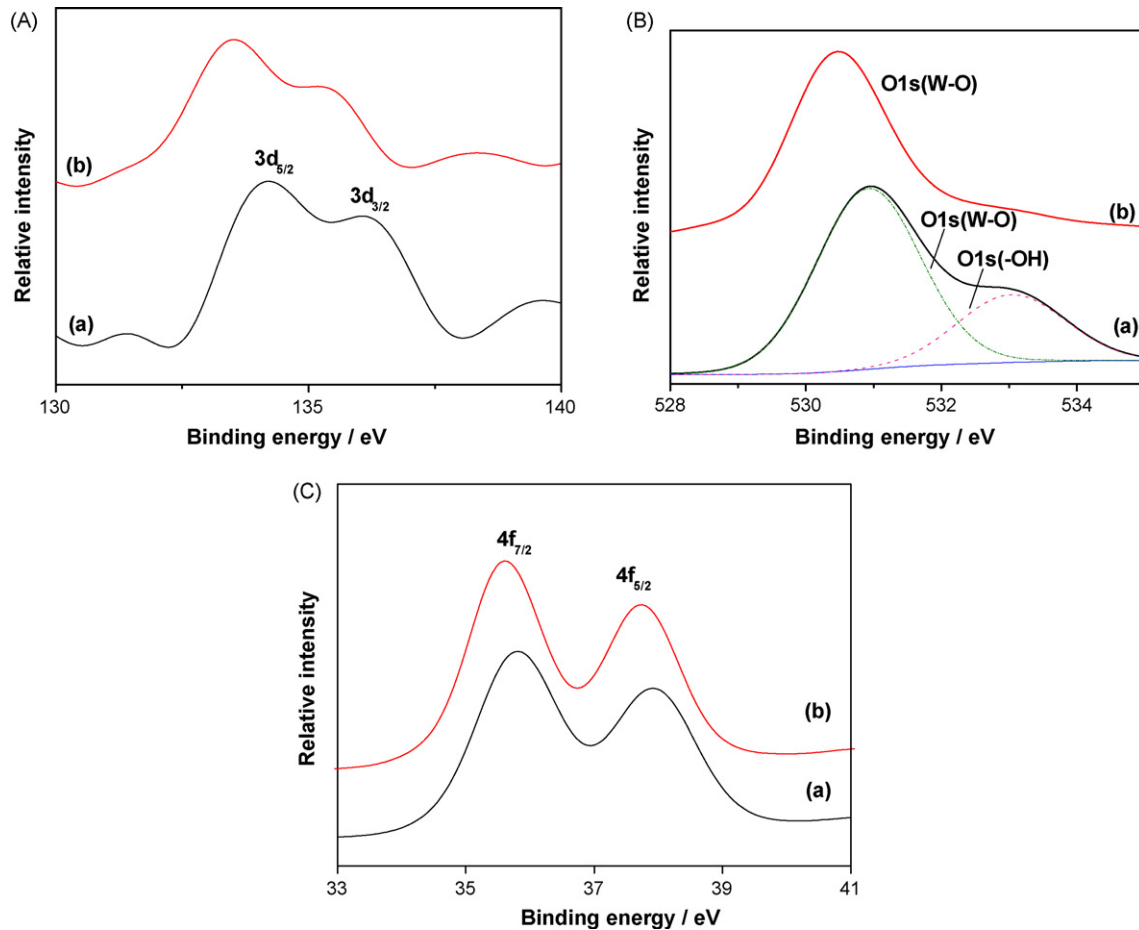 (A)
Relative intensity
(b)
3d5/2
3d3/2
(a)
130
135
140
Binding energy / eV
(B)
Relative intensity
O1s(W-O)
(b)
O1s(W-O)
O1s(-OH)
(a)
528
530
532
534
Binding energy / eV
(C)
Relative intensity
4f7/2
4f5/2
(b)
(a)
33
35
37
39
41
Binding energy / eV